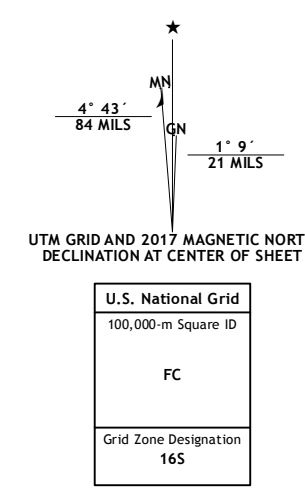 ★
MN
GN
4° 43´
84 MILS
1° 9´
21 MILS
UTM GRID AND 2017 MAGNETIC NORT
DECLINATION AT CENTER OF SHEET
U.S. National Grid
100,000-m Square ID
FC
Grid Zone Designation
16S